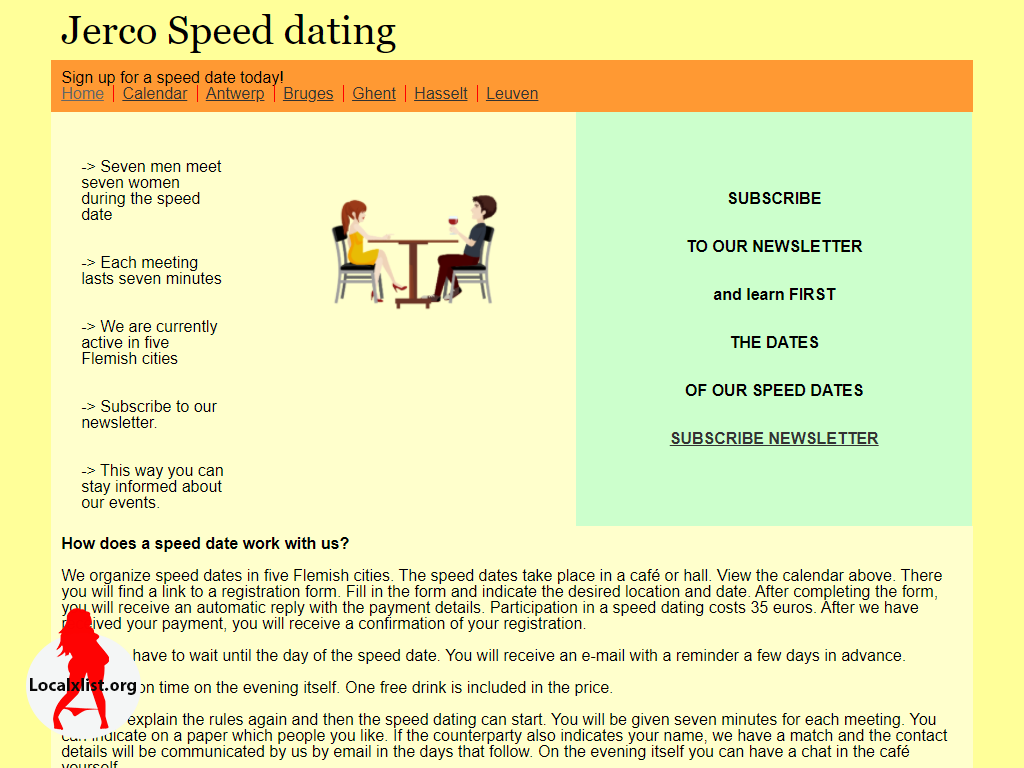 Jerco Speed dating
Sign up for a speed date today!
Home | Calendar | Antwerp | Bruges | Ghent | Hasselt | Leuven
-> Seven men meet
seven women
during the speed
date
-> Each meeting
lasts seven minutes
-> We are currently
active in five
Flemish cities
-> Subscribe to our
newsletter.
-> This way you can
stay informed about
our events.
SUBSCRIBE
TO OUR NEWSLETTER
and learn FIRST
THE DATES
OF OUR SPEED DATES
SUBSCRIBE NEWSLETTER
How does a speed date work with us?
We organize speed dates in five Flemish cities. The speed dates take place in a café or hall. View the calendar above. There
you will find a link to a registration form. Fill in the form and indicate the desired location and date. After completing the form,
you will receive an automatic reply with the payment details. Participation in a speed dating costs 35 euros. After we have
received your payment, you will receive a confirmation of your registration.
have to wait until the day of the speed date. You will receive an e-mail with a reminder a few days in advance.
on time on the evening itself. One free drink is included in the price.
explain the rules again and then the speed dating can start. You will be given seven minutes for each meeting. You
can indicate on a paper which people you like. If the counterparty also indicates your name, we have a match and the contact
details will be communicated by us by email in the days that follow. On the evening itself you can have a chat in the café
yourself.
Localxlist.org